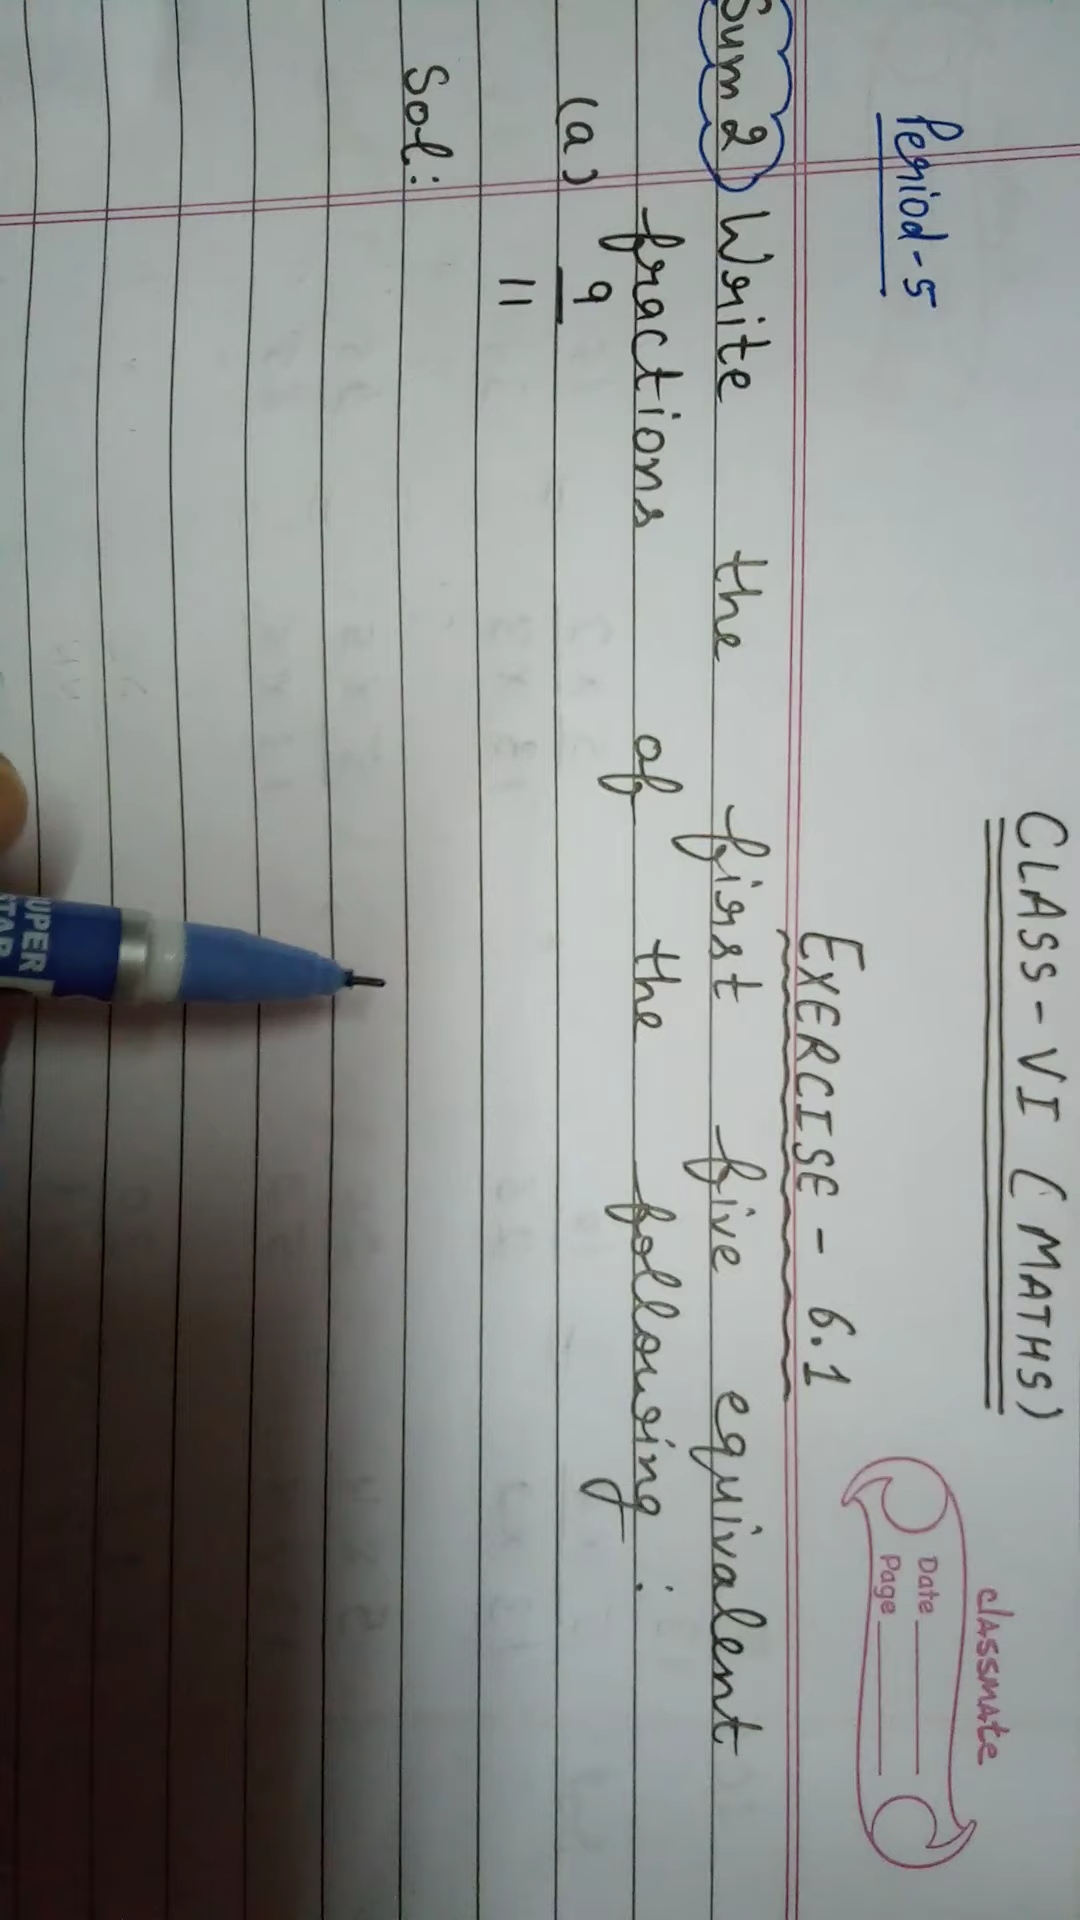 CLASS-VI (MATHS)
classmate
Date
Page
Period-5
EXERCISE - 6.1
Sum 2) Write the first five equivalent
fractions of the following :
(a) 9
11
Sol:
UPER
STAR